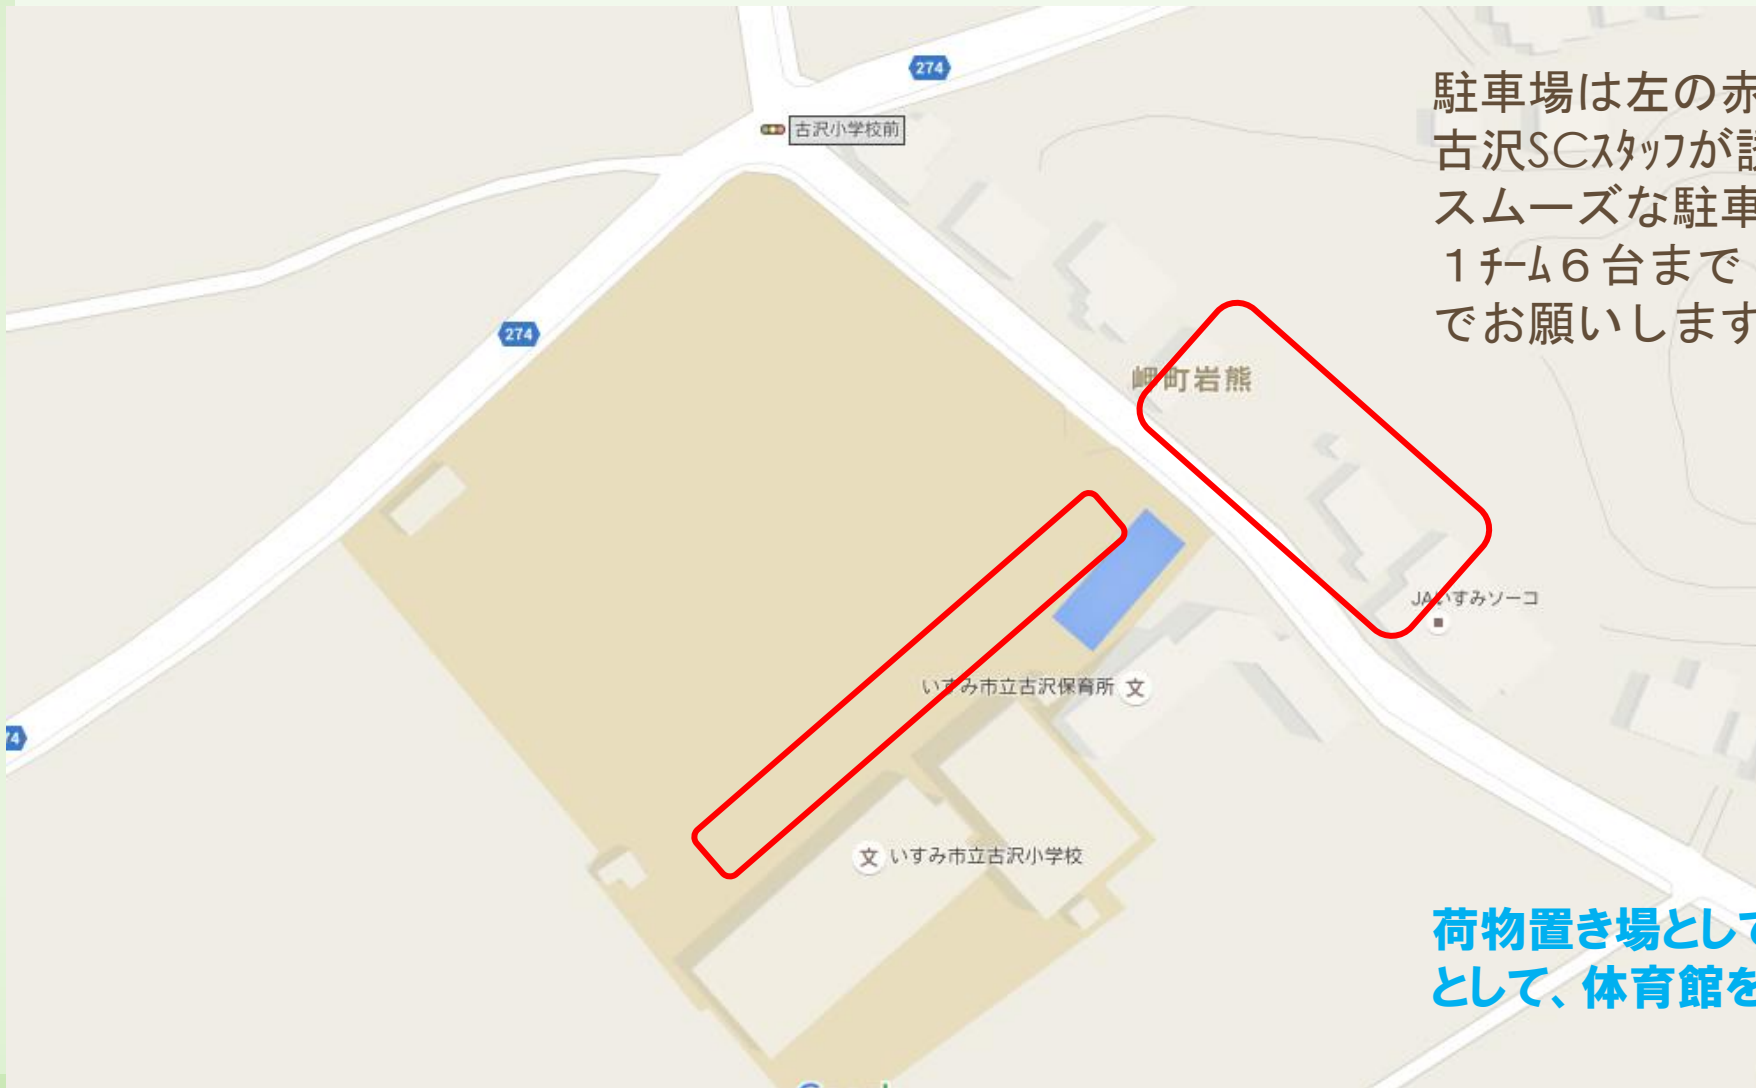 274
古沢小学校前
駐車場は左の赤
古沢SCｽﾀｯﾌが
スムーズな駐車
１ﾁｰﾑ６台まで（
でお願いします
274
岬町岩熊
JAいすみソーコ
いすみ市立古沢保育所 文
74
文 いすみ市立古沢小学校
荷物置き場として
として、体育館を